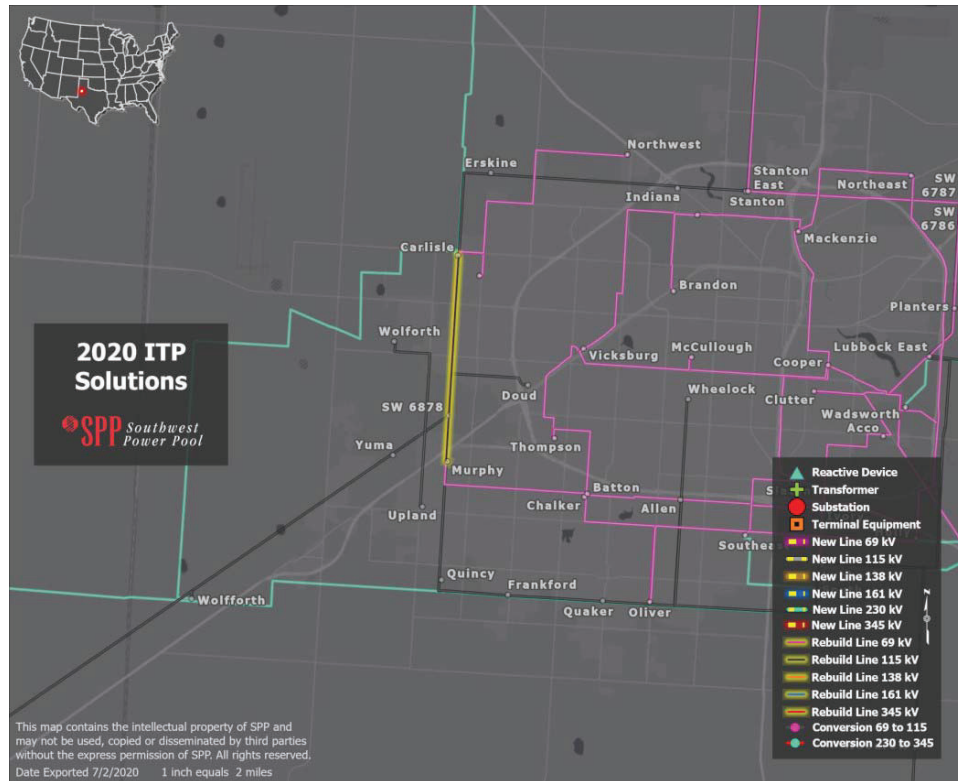 Northwest
Erskine
Stanton
East
Northeast
SW
6787
Indiana
Stanton
SW
6786
Carlisle
Mackenzie
Brandon
Planters
2020 ITP
Solutions
SPP Southwest
Power Pool
Wolforth
Vicksburg
McCullough
Lubbock East
Cooper
Doud
Wheelock
Clutter
SW 6878
Wadsworth
Acco
Yuma
Thompson
Murphy
Batton
Chalker
Allen
Upland
Southeast
Quincy
Frankford
Wolfforth
Quaker
Oliver
Reactive Device
Transformer
Substation
Terminal Equipment
New Line 69 kV
New Line 115 kV
New Line 138 kV
New Line 161 kV
New Line 230 kV
New Line 345 kV
Rebuild Line 69 kV
Rebuild Line 115 kV
Rebuild Line 138 kV
Rebuild Line 161 kV
Rebuild Line 345 kV
Conversion 69 to 115
Conversion 230 to 345
N
This map contains the intellectual property of SPP and
may not be used, copied or disseminated by third parties
without the express permission of SPP. All rights reserved.
Date Exported 7/2/2020 1 inch equals 2 miles